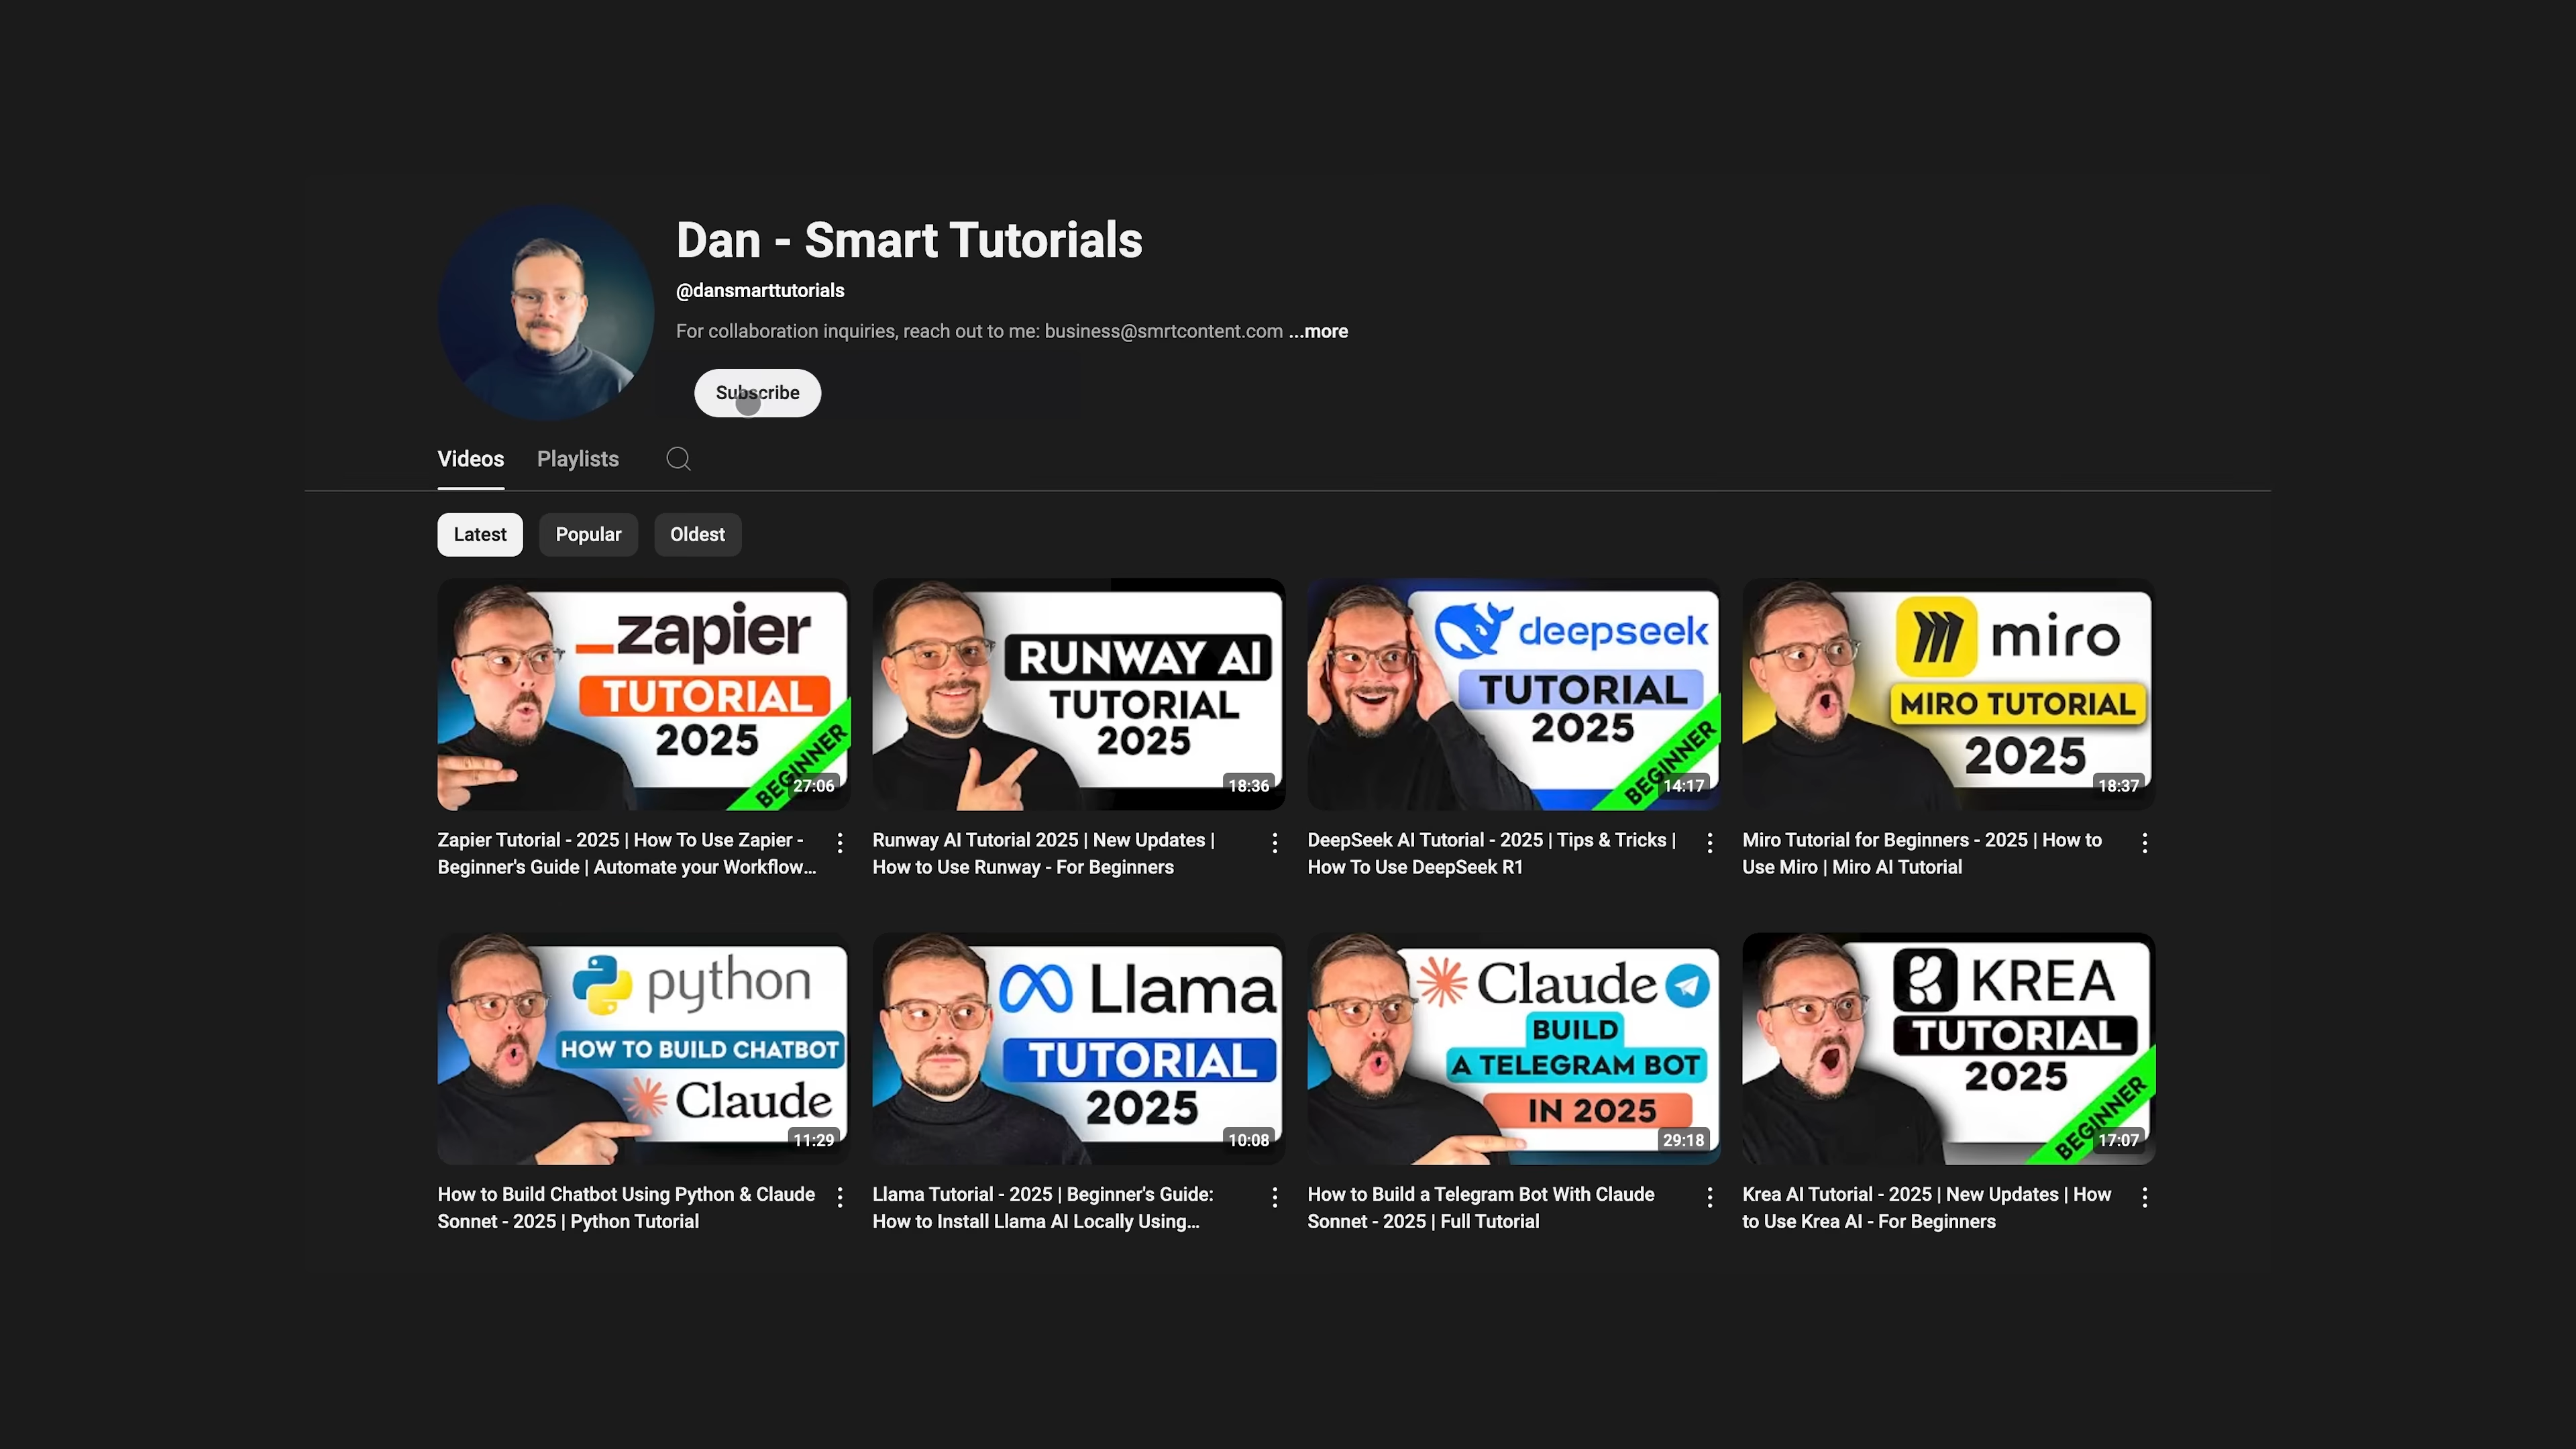 Dan - Smart Tutorials
@dansmarttutorials
For collaboration inquiries, reach out to me: business@smrtcontent.com ...more
Subscribe
Videos
Playlists
Latest
Popular
Oldest
zapier
TUTORIAL
2025
BEGINNER
27:06
Zapier Tutorial - 2025 | How To Use Zapier -
Beginner's Guide | Automate your Workflow...
RUNWAY AI
TUTORIAL
2025
18:36
Runway AI Tutorial 2025 | New Updates |
How to Use Runway - For Beginners
deepseek
TUTORIAL
2025
BEGINNER
14:17
DeepSeek AI Tutorial - 2025 | Tips & Tricks |
How To Use DeepSeek R1
miro
MIRO TUTORIAL
2025
18:37
Miro Tutorial for Beginners - 2025 | How to
Use Miro | Miro AI Tutorial
python
HOW TO BUILD CHATBOT
Claude
11:29
How to Build Chatbot Using Python & Claude
Sonnet - 2025 | Python Tutorial
Llama
TUTORIAL
2025
10:08
Llama Tutorial - 2025 | Beginner's Guide:
How to Install Llama AI Locally Using...
Claude
BUILD
A TELEGRAM BOT
IN 2025
29:18
How to Build a Telegram Bot With Claude
Sonnet - 2025 | Full Tutorial
KREA
TUTORIAL
2025
BEGINNER
17:07
Krea AI Tutorial - 2025 | New Updates | How
to Use Krea AI - For Beginners